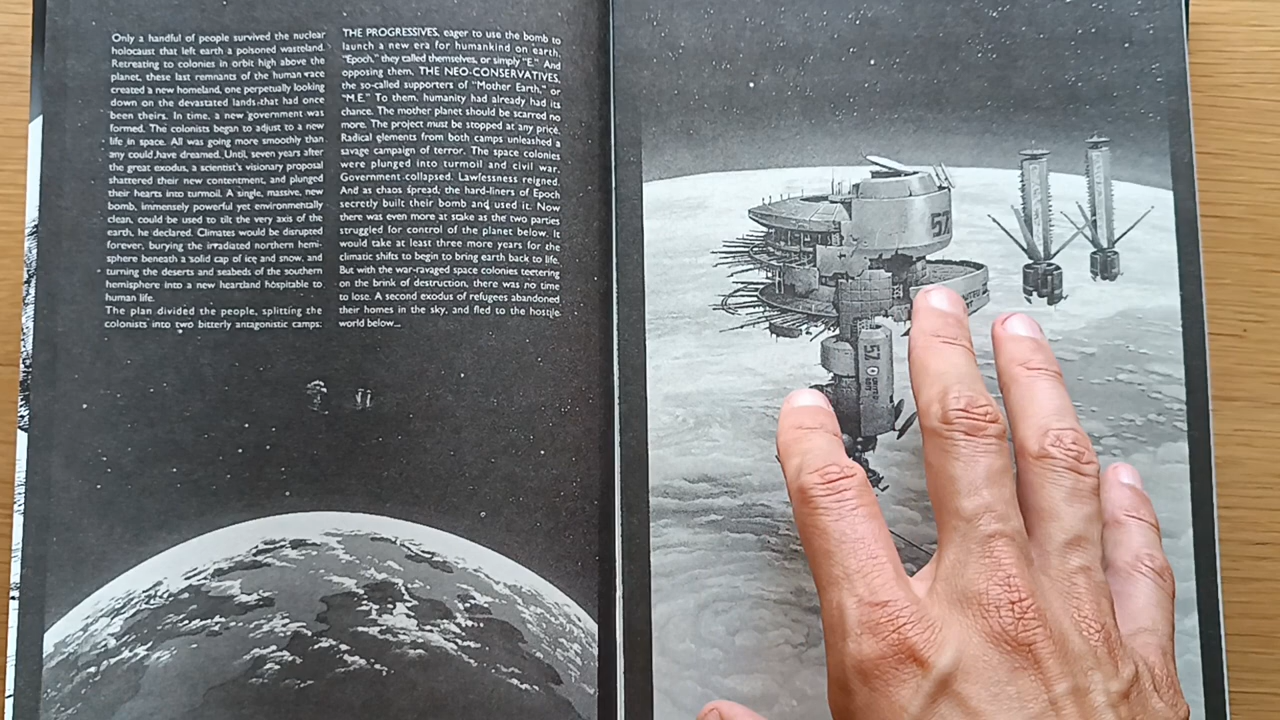 Only a handful of people survived the nuclear
holocaust that left earth a poisoned wasteland.
Retreating to colonies in orbit high above the
planet, these last remnants of the human race
created a new homeland, one perpetually looking
down on the devastated lands that had once
been theirs. In time, a new government was
formed. The colonists began to adjust to a new
life in space. All was going more smoothly than
any could have dreamed. Until, seven years after
the great exodus, a scientist's visionary proposal
shattered their new contentment, and plunged
their hearts into turmoil. A single, massive, new
bomb, immensely powerful yet environmentally
clean, could be used to tilt the very axis of the
earth, he declared. Climates would be disrupted
forever, burying the irradiated northern hemi-
sphere beneath a solid cap of ice and snow, and
turning the deserts and seabeds of the southern
hemisphere into a new heartland hospitable to
human life.
The plan divided the people, splitting the
colonists into two bitterly antagonistic camps:
THE PROGRESSIVES, eager to use the bomb to
launch a new era for humankind on earth.
"Epoch," they called themselves, or simply "E." And
opposing them, THE NEO-CONSERVATIVES,
the so-called supporters of "Mother Earth," or
"M.E." To them, humanity had already had its
chance. The mother planet should be scarred no
more. The project must be stopped at any price.
Radical elements from both camps unleashed a
savage campaign of terror. The space colonies
were plunged into turmoil and civil war.
Government collapsed. Lawlessness reigned.
And as chaos spread, the hard-liners of Epoch
secretly built their bomb and used it. Now
there was even more at stake as the two parties
struggled for control of the planet below. It
would take at least three more years for the
climatic shifts to begin to bring earth back to life.
But with the war-ravaged space colonies teetering
on the brink of destruction, there was no time
to lose. A second exodus of refugees abandoned
their homes in the sky, and fled to the hostile
world below...
57
57